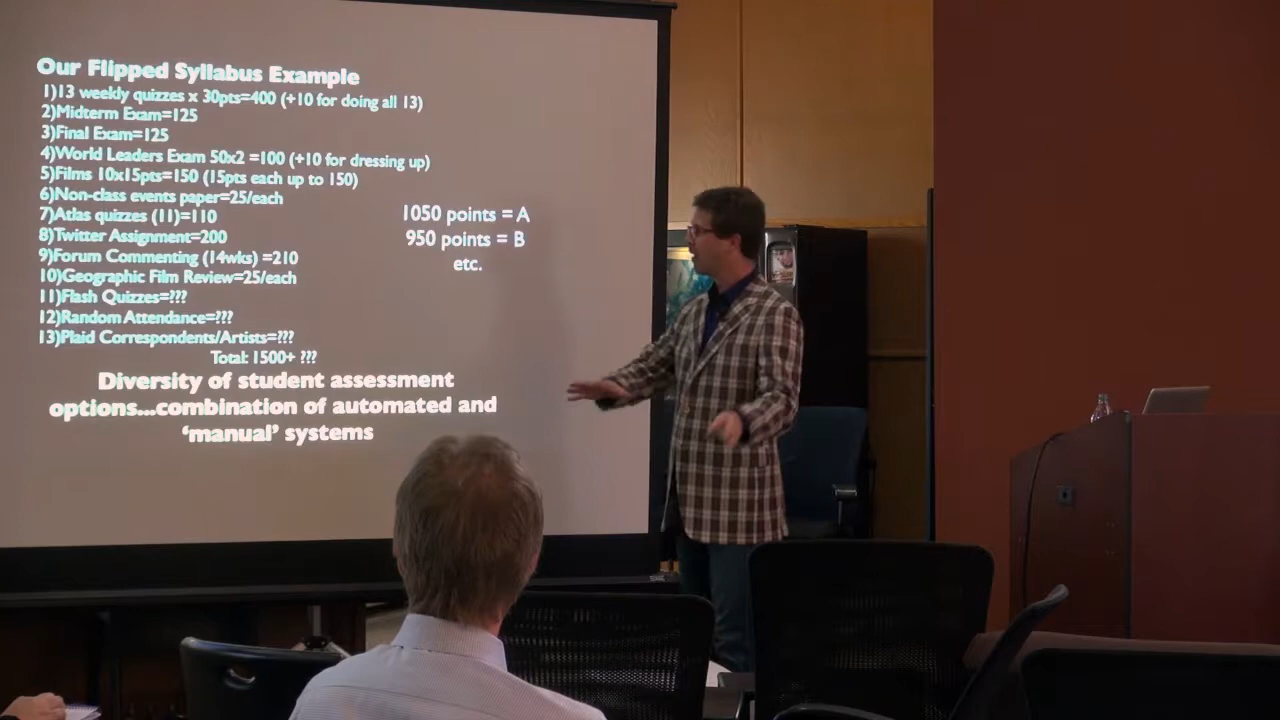 Our Flipped Syllabus Example
1)13 weekly quizzes x 30pts=400 (+10 for doing all 13)
2)Midterm Exam=125
3)Final Exam=125
4)World Leaders Exam 50x2 =100 (+10 for dressing up)
5)Films 10x15pts=150 (15pts each up to 150)
6)Non-class events paper=25/each
7)Atlas quizzes (11)=110
8)Twitter Assignment=200
9)Forum Commenting (14wks) =210
10)Geographic Film Review=25/each
11)Flash Quizzes=???
12)Random Attendance=???
13)Plaid Correspondents/Artists=???
Total: 1500+ ???
1050 points = A
950 points = B
etc.
Diversity of student assessment
options...combination of automated and
‘manual’ systems